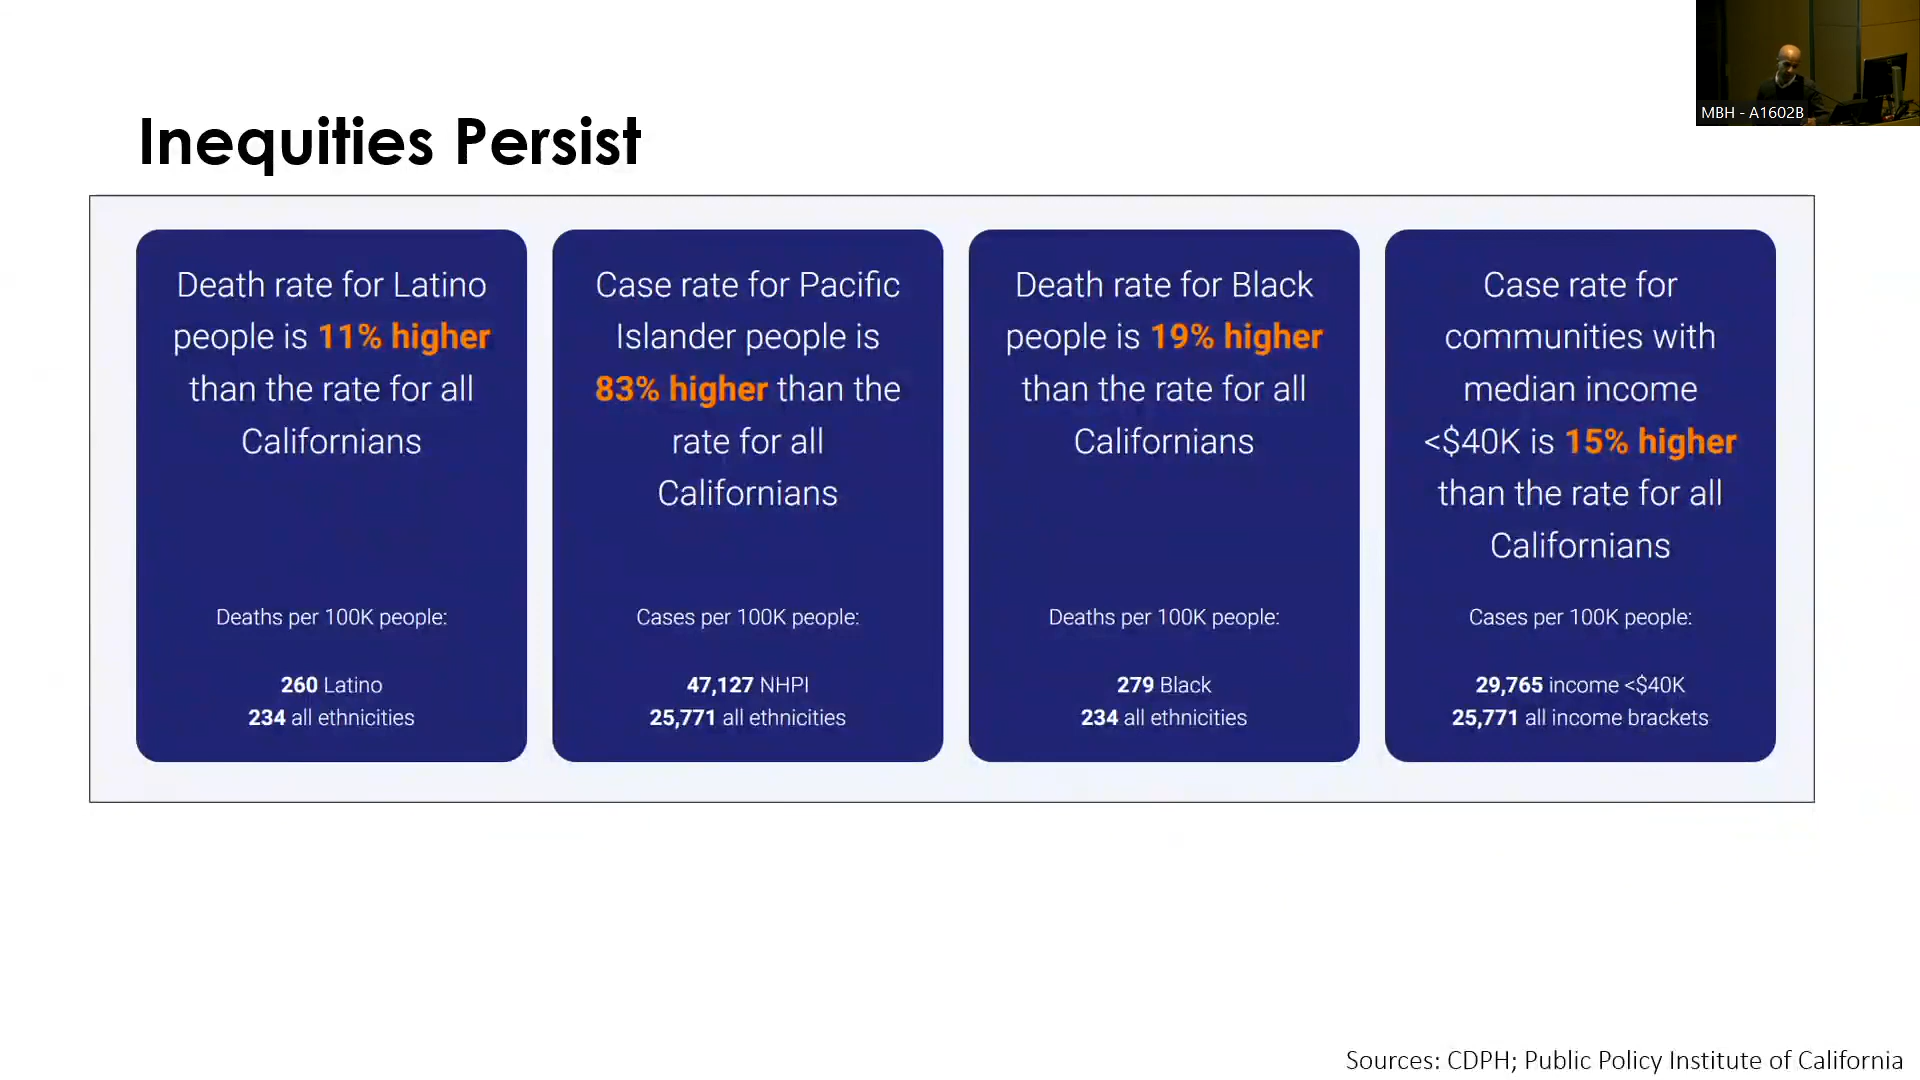 MBH - A1602B
Inequities Persist
Death rate for Latino
people is 11% higher
than the rate for all
Californians
Deaths per 100K people:
260 Latino
234 all ethnicities
Case rate for Pacific
Islander people is
83% higher than the
rate for all
Californians
Cases per 100K people:
47,127 NHPI
25,771 all ethnicities
Death rate for Black
people is 19% higher
than the rate for all
Californians
Deaths per 100K people:
279 Black
234 all ethnicities
Case rate for
communities with
median income
<$40K is 15% higher
than the rate for all
Californians
Cases per 100K people:
29,765 income <$40K
25,771 all income brackets
Sources: CDPH; Public Policy Institute of California